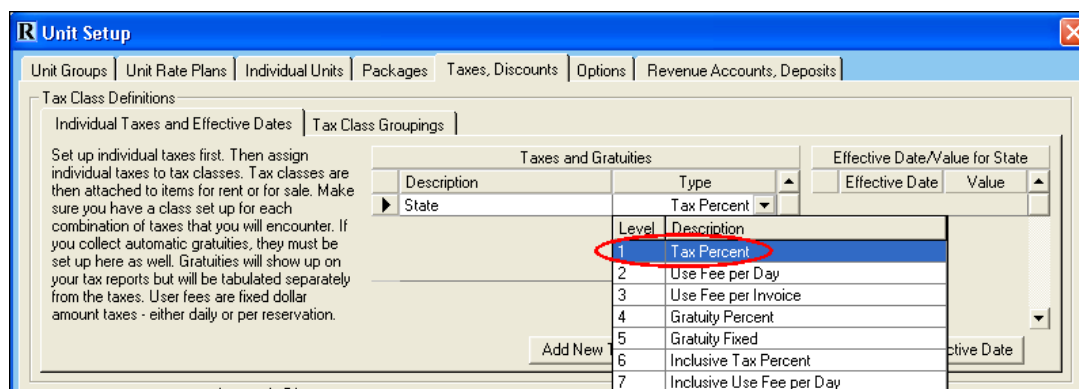 R Unit Setup
Unit Groups Unit Rate Plans Individual Units Packages Taxes, Discounts Options Revenue Accounts, Deposits
Tax Class Definitions
Individual Taxes and Effective Dates Tax Class Groupings
Set up individual taxes first. Then assign
individual taxes to tax classes. Tax classes are
then attached to items for rent or for sale. Make
sure you have a class set up for each
combination of taxes that you will encounter. If
you collect automatic gratuities, they must be
set up here as well. Gratuities will show up on
your tax reports but will be tabulated separately
from the taxes. User fees are fixed dollar
amount taxes - either daily or per reservation.
Taxes and Gratuities
Description Type
State Tax Percent
Level Description
1 Tax Percent
2 Use Fee per Day
3 Use Fee per Invoice
4 Gratuity Percent
5 Gratuity Fixed
6 Inclusive Tax Percent
7 Inclusive Use Fee per Day
Effective Date/Value for State
Effective Date Value
Add New
ctive Date